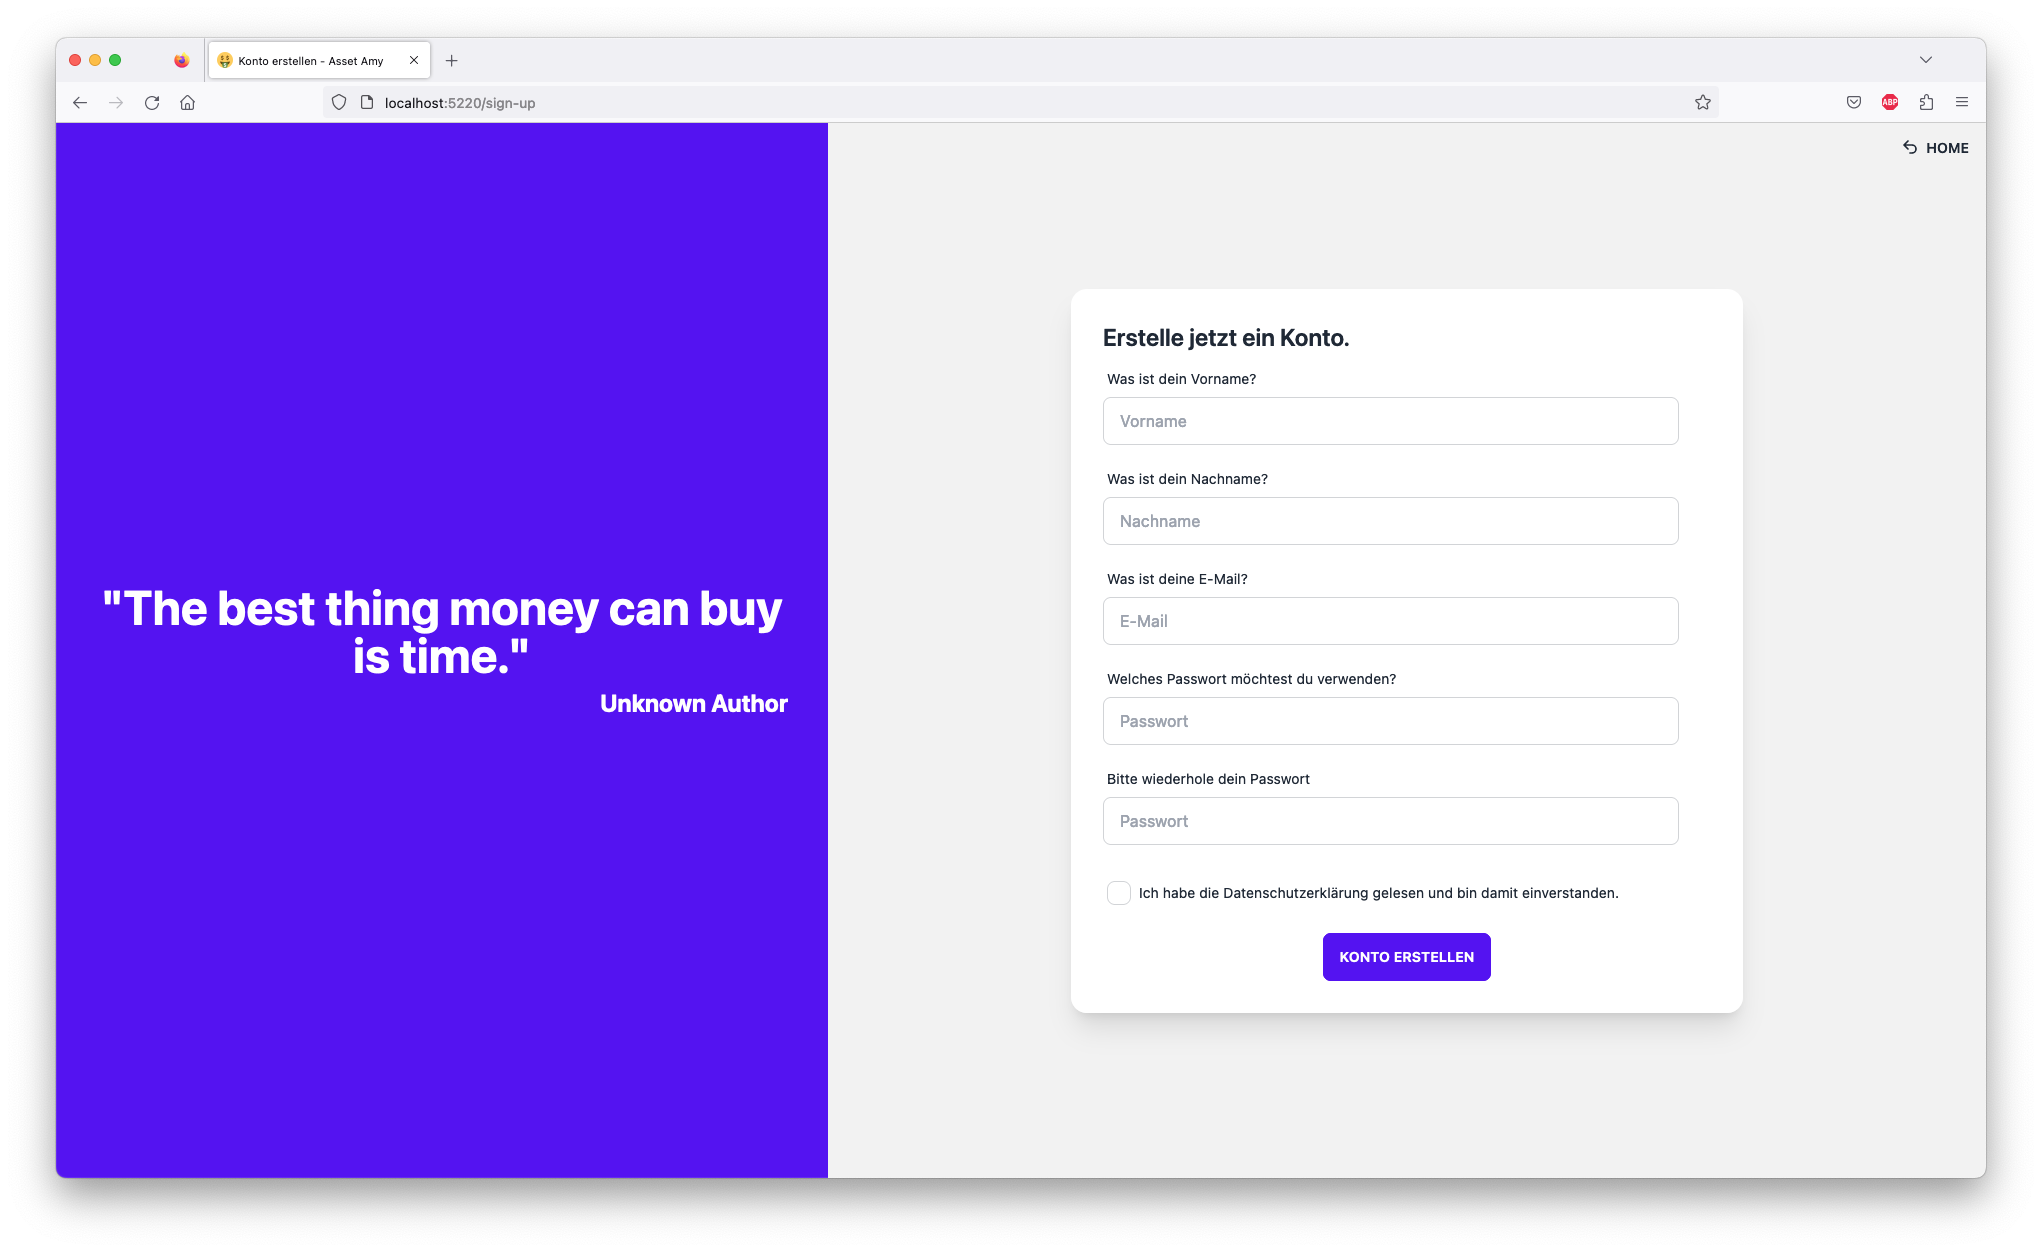 Konto erstellen - Asset Amy
localhost:5220/sign-up
ABP
HOME
"The best thing money can buy
is time."
Unknown Author
Erstelle jetzt ein Konto.
Was ist dein Vorname?
Vorname
Was ist dein Nachname?
Nachname
Was ist deine E-Mail?
E-Mail
Welches Passwort möchtest du verwenden?
Passwort
Bitte wiederhole dein Passwort
Passwort
Ich habe die Datenschutzerklärung gelesen und bin damit einverstanden.
KONTO ERSTELLEN